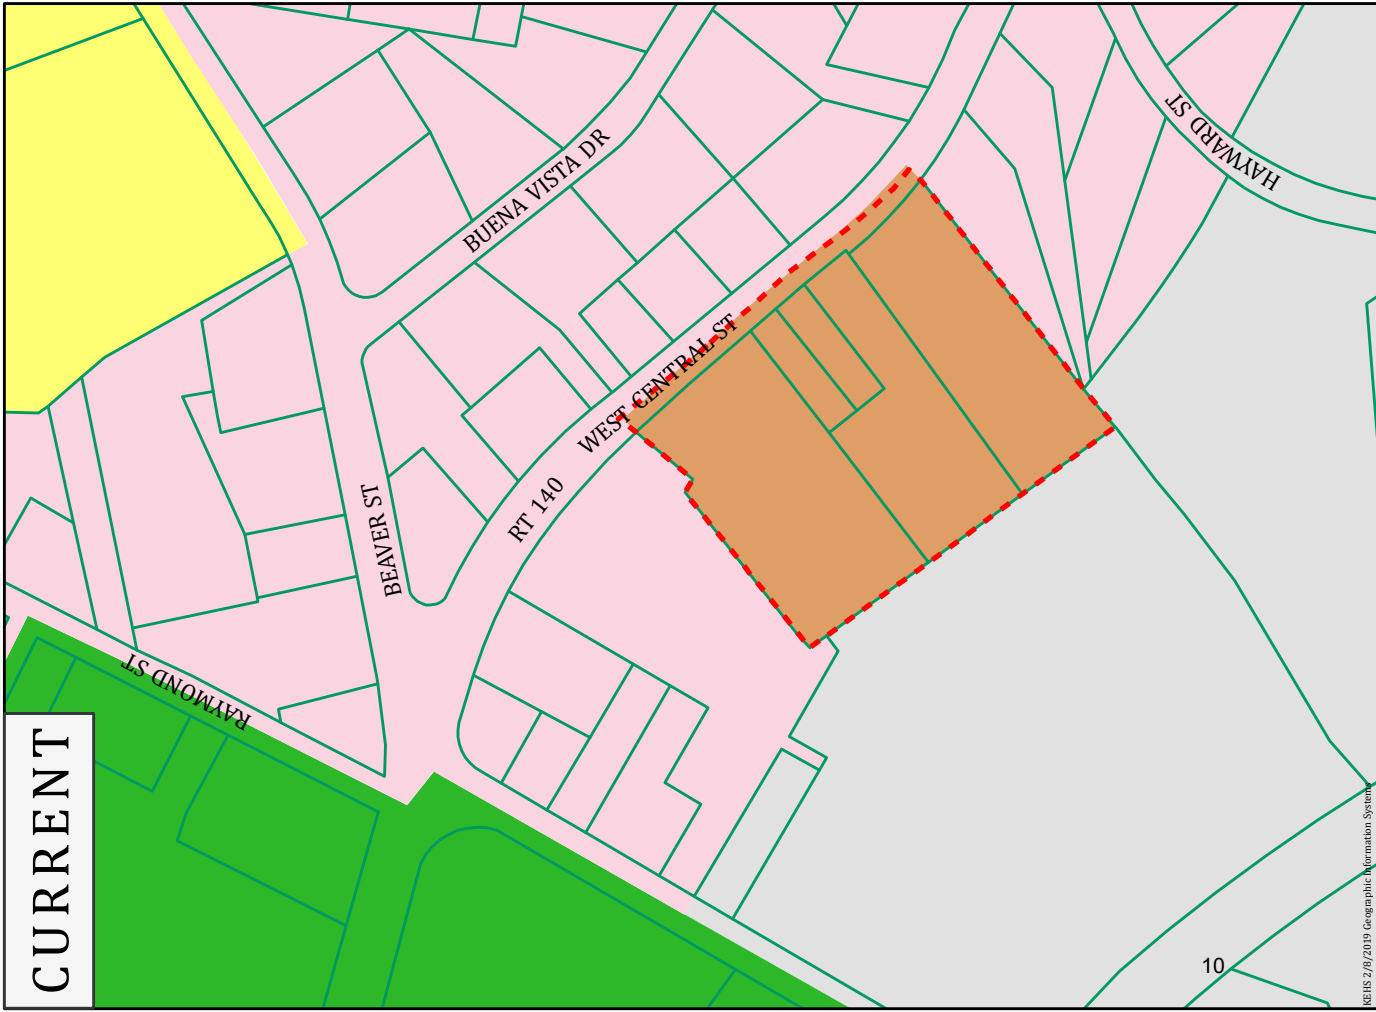 HAYWARD ST
BUENA VISTA DR
WEST CENTRAL ST
RT 140
BEAVER ST
RAYMOND ST
CURRENT
10
KEHS 2/8/2019 Geographic Information Systems